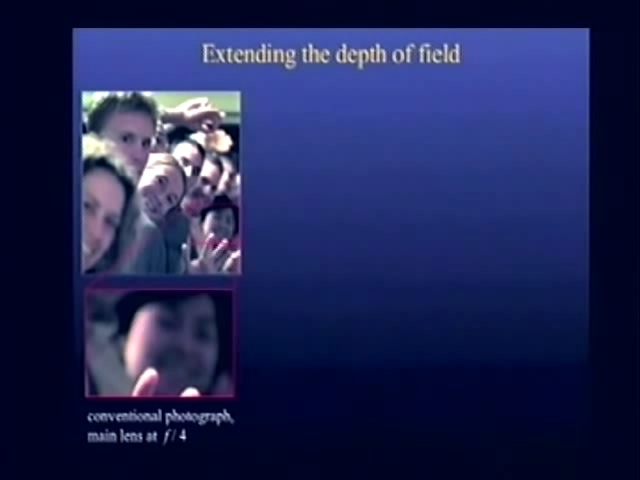 Extending the depth of field
conventional photograph,
main lens at f / 4